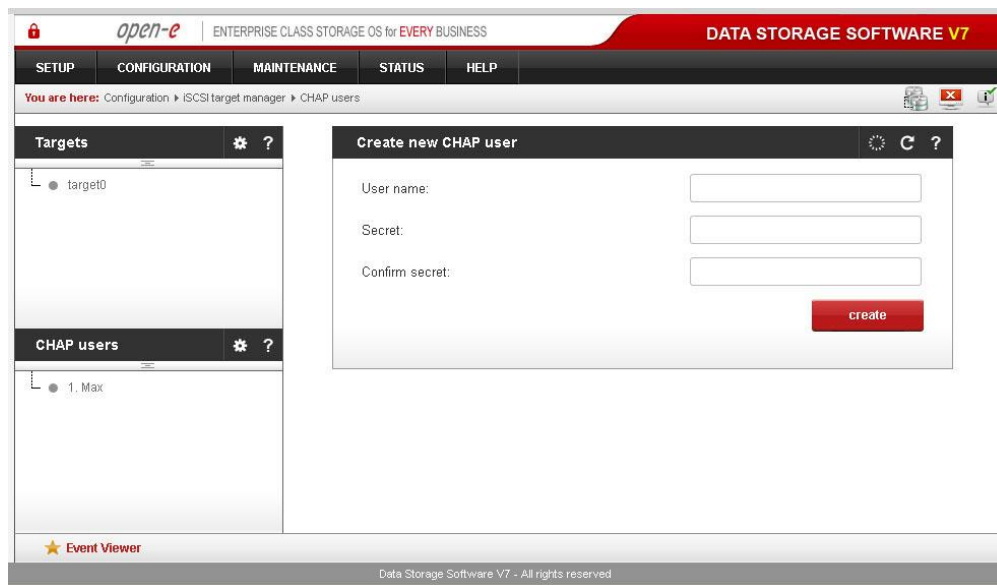 open-e ENTERPRISE CLASS STORAGE OS for EVERY BUSINESS
DATA STORAGE SOFTWARE V7
SETUP CONFIGURATION MAINTENANCE STATUS HELP
You are here: Configuration iSCSI target manager CHAP users
Targets ?
target0
CHAP users ?
1. Max
Create new CHAP user ?
User name:
Secret:
Confirm secret:
create
Event Viewer
Data Storage Software V7 - All rights reserved